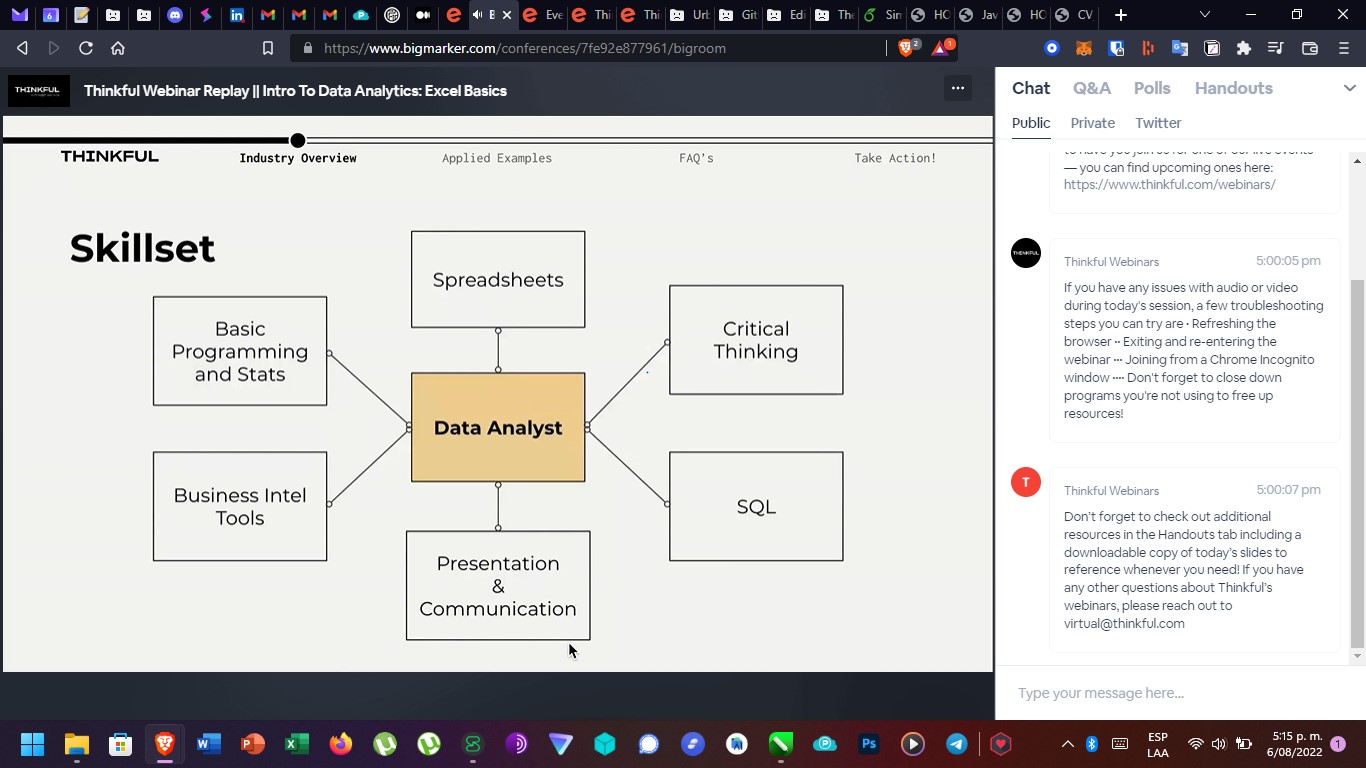 6
B
Eve
Thi
Thi
Url
Git
Edi
The
Sin
HC
Jav
HC
CV
https://www.bigmarker.com/conferences/7fe92e877961/bigroom
2
1
THINKFUL
Thinkful Webinar Replay || Intro To Data Analytics: Excel Basics
Chat
Q&A
Polls
Handouts
Public
Private
Twitter
THINKFUL
Industry Overview
Applied Examples
FAQ's
Take Action!
Skillset
Spreadsheets
Basic
Programming
and Stats
Critical
Thinking
Data Analyst
Business Intel
Tools
SQL
Presentation
&
Communication
— you can find upcoming ones here:
https://www.thinkful.com/webinars/
THINKFUL
Thinkful Webinars
5:00:05 pm
If you have any issues with audio or video
during today's session, a few troubleshooting
steps you can try are · Refreshing the
browser ·· Exiting and re-entering the
webinar ··· Joining from a Chrome Incognito
window ···· Don't forget to close down
programs you're not using to free up
resources!
T
Thinkful Webinars
5:00:07 pm
Don't forget to check out additional
resources in the Handouts tab including a
downloadable copy of today's slides to
reference whenever you need! If you have
any other questions about Thinkful's
webinars, please reach out to
virtual@thinkful.com
Type your message here...
ESP
LAA
5:15 p. m.
6/08/2022
1